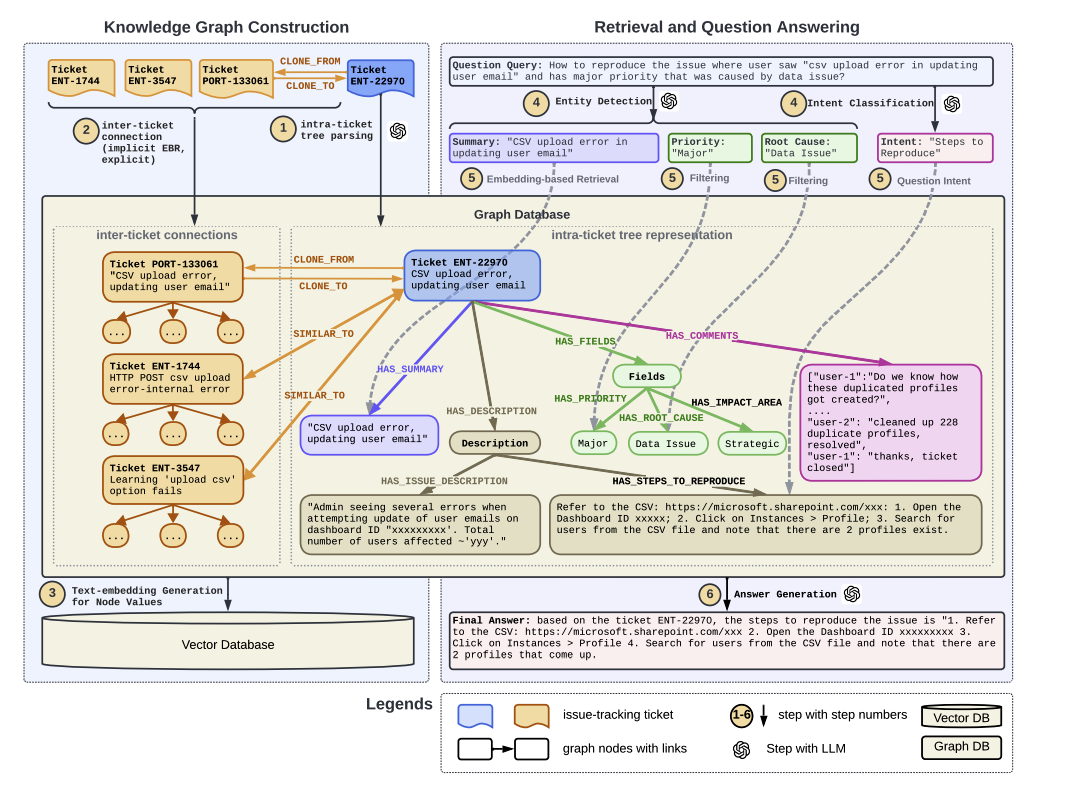 Knowledge Graph Construction
Retrieval and Question Answering
Ticket
ENT-1744
Ticket
ENT-3547
Ticket
PORT-133061
CLONE_FROM
CLONE_TO
Ticket
ENT-22970
2
inter-ticket
connection
(implicit EBR,
explicit)
1
intra-ticket
tree parsing
Question Query: How to reproduce the issue where user saw "csv upload error in updating
user email" and has major priority that was caused by data issue?
4
Entity Detection
4
Intent Classification
Summary: "CSV upload error in
updating user email"
Priority:
"Major"
Root Cause:
"Data Issue"
Intent: "Steps to
Reproduce"
5
Embedding-based Retrieval
5
Filtering
5
Filtering
5
Question Intent
Graph Database
inter-ticket connections
intra-ticket tree representation
Ticket PORT-133061
"CSV upload error,
updating user email"
...
...
...
Ticket ENT-1744
HTTP POST csv upload
error-internal error
...
...
...
Ticket ENT-3547
Learning 'upload csv'
option fails
...
...
...
CLONE_FROM
CLONE_TO
SIMILAR_TO
SIMILAR_TO
Ticket ENT-22970
CSV upload error,
updating user email
HAS_SUMMARY
HAS_DESCRIPTION
HAS_FIELDS
HAS_COMMENTS
Fields
HAS_PRIORITY
HAS_IMPACT_AREA
HAS_ROOT_CAUSE
"CSV upload error,
updating user email"
Description
Major
Data Issue
Strategic
["user-1":"Do we know how
these duplicated profiles
got created?",
....
"user-2": "cleaned up 228
duplicate profiles,
resolved",
"user-1": "thanks, ticket
closed"]
HAS_ISSUE_DESCRIPTION
HAS_STEPS_TO_REPRODUCE
"Admin seeing several errors when
attempting update of user emails on
dashboard ID "xxxxxxxx'. Total
number of users affected ~'yyy'."
Refer to the CSV: https://microsoft.sharepoint.com/xxx: 1. Open the
Dashboard ID xxxxx; 2. Click on Instances > Profile; 3. Search for
users from the CSV file and note that there are 2 profiles exist.
3
Text-embedding Generation
for Node Values
Vector Database
6
Answer Generation
Final Answer: based on the ticket ENT-22970, the steps to reproduce the issue is "1. Refer
to the CSV: https://microsoft.sharepoint.com/xxx 2. Open the Dashboard ID xxxxxxxxx 3.
Click on Instances > Profile 4. Search for users from the CSV file and note that there are
2 profiles that come up.
Legends
issue-tracking ticket
1-6
step with step numbers
Vector DB
graph nodes with links
Step with LLM
Graph DB